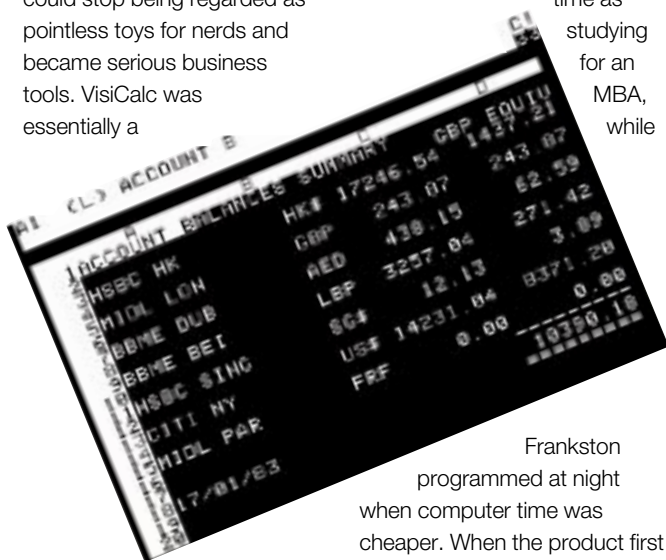 could stop being regarded as
pointless toys for nerds and
became serious business
tools. VisiCalc was
essentially a
A1 (L) ACCOUNT B
A B C D
1ACCOUNT BALANCES SUMMARY GBP EQUIV
HSBC HK HK$ 17246.54 1437.21
MIDL LON GBP 243.07 243.07
BBME DUB AED 438.15 62.59
BBME BEI LBP 3257.04 271.42
HSBC SING SG$ 12.13 3.89
CITI NY US$ 14231.04 8371.20
MIDL PAR FRF 0.00 0.00
10390.18
17/01/83
time as
studying
for an
MBA,
while
Frankston
programmed at night
when computer time was
cheaper. When the product first